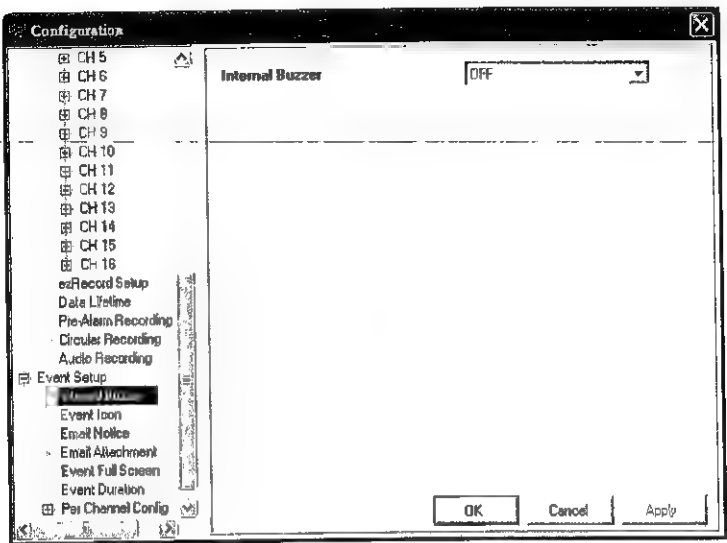 Configuration
CH 5
CH 6
CH 7
CH 8
CH 9
CH 10
CH 11
CH 12
CH 13
CH 14
CH 15
CH 16
ezRecord Setup
Data Lifetime
Pre-Alarm Recording
Circular Recording
Audio Recording
Event Setup
Internal Buzzer
Event Icon
Email Notice
Email Attachment
Event Full Screen
Event Duration
Per Channel Config
Internal Buzzer
OFF
OK
Cancel
Apply